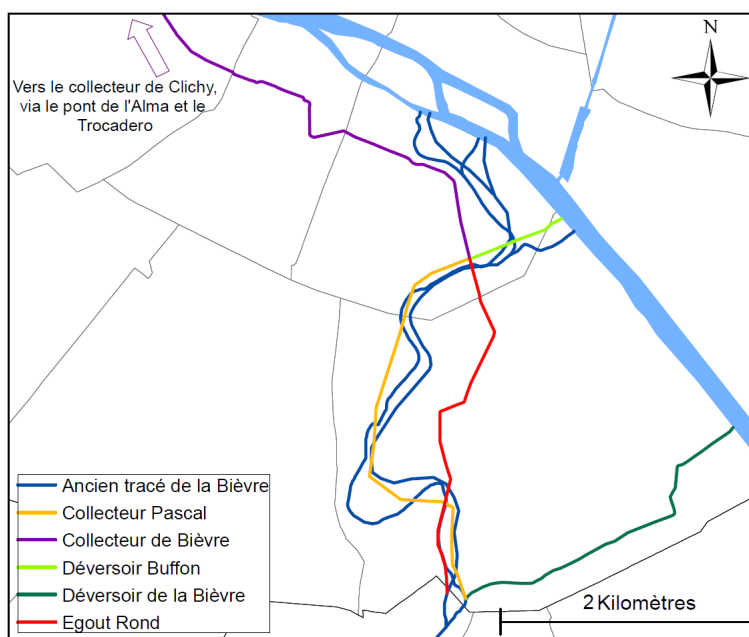 N
Vers le collecteur de Clichy,
via le pont de l'Alma et le
Trocadero
Ancien tracé de la Bièvre
Collecteur Pascal
Collecteur de Bièvre
Déversoir Buffon
Déversoir de la Bièvre
Egout Rond
2 Kilomètres